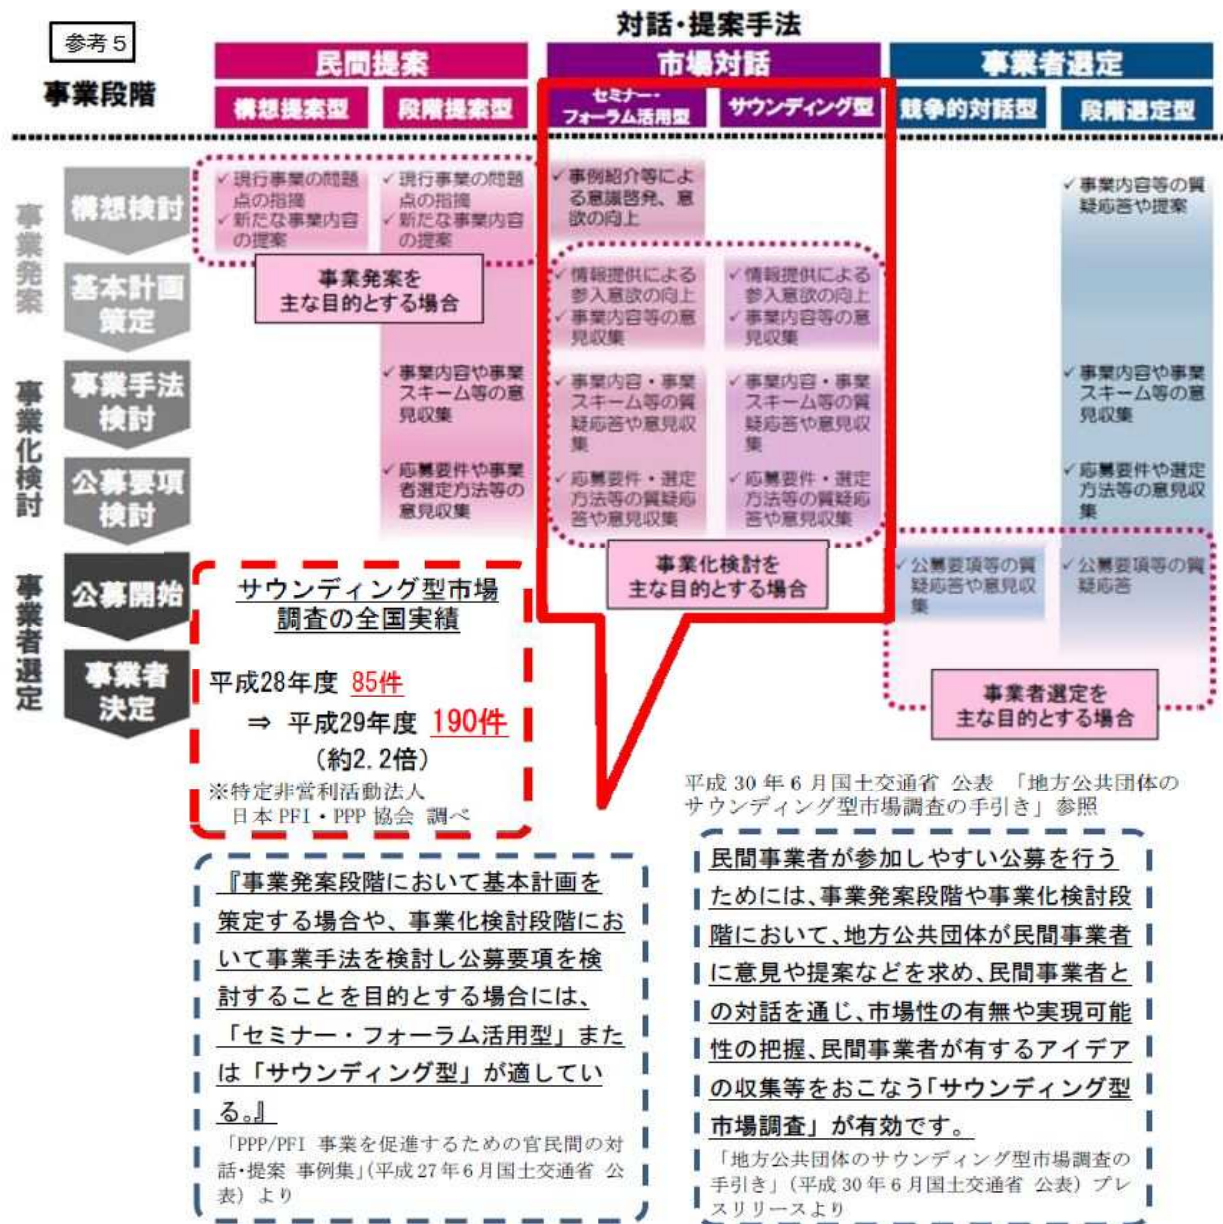 参考5
対話・提案手法
事業段階
民間提案
市場対話
事業者選定
構想提案型
段階提案型
セミナー・
フォーラム活用型
サウンディング型
競争的対話型
段階選定型
事業発案
構想検討
✓現行事業の問題
点の指摘
✓新たな事業内容
の提案
✓現行事業の問題
点の指摘
✓新たな事業内容
の提案
✓事例紹介等によ
る意識啓発、意
欲の向上
✓事業内容等の質
疑応答や提案
事業発案を
主な目的とする場合
基本計画
策定
✓情報提供による
参入意欲の向上
✓事業内容等の意
見収集
✓情報提供による
参入意欲の向上
✓事業内容等の意
見収集
事業化検討
事業手法
検討
✓事業内容や事業
スキーム等の意
見収集
✓事業内容・事業
スキーム等の質
疑応答や意見収
集
✓事業内容・事業
スキーム等の質
疑応答や意見収
集
✓事業内容や事業
スキーム等の意
見収集
公募要項
検討
✓応募要件や事業
者選定方法等の
意見収集
✓応募要件・選定
方法等の質疑応
答や意見収集
✓応募要件・選定
方法等の質疑応
答や意見収集
✓応募要件や選定
方法等の意見収
集
事業化検討を
主な目的とする場合
事業者選定
公募開始
✓公募要項等の質
疑応答や意見収
集
✓公募要項等の質
疑応答
事業者
決定
事業者選定を
主な目的とする場合
サウンディング型市場
調査の全国実績
平成28年度 85件
⇒ 平成29年度 190件
(約2.2倍)
※特定非営利活動法人
日本PFI・PPP協会 調べ
平成30年6月国土交通省 公表 「地方公共団体の
サウンディング型市場調査の手引き」参照
『事業発案段階において基本計画を
策定する場合や、事業化検討段階にお
いて事業手法を検討し公募要項を検
討することを目的とする場合には、
「セミナー・フォーラム活用型」また
は「サウンディング型」が適してい
る。』
「PPP/PFI 事業を促進するための官民間の対
話・提案 事例集」(平成27年6月国土交通省 公
表) より
民間事業者が参加しやすい公募を行う
ためには、事業発案段階や事業化検討段
階において、地方公共団体が民間事業者
に意見や提案などを求め、民間事業者と
の対話を通じ、市場性の有無や実現可能
性の把握、民間事業者が有するアイデア
の収集等をおこなう「サウンディング型
市場調査」が有効です。
「地方公共団体のサウンディング型市場調査の
手引き」(平成30年6月国土交通省 公表) プレ
スリリースより